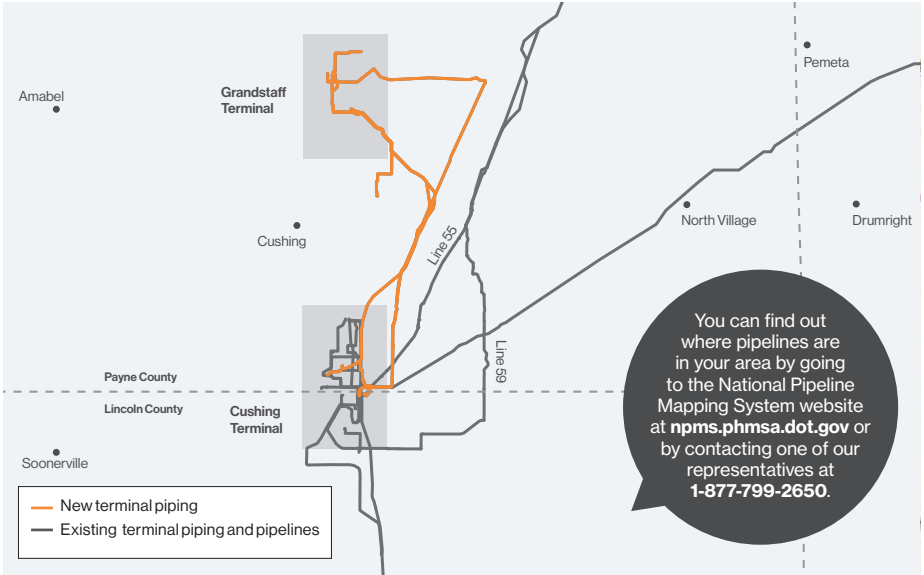 Pemeta
Amabel
Grandstaff
Terminal
Cushing
North Village
Drumright
Line 55
Line 59
You can find out
where pipelines are
in your area by going
to the National Pipeline
Mapping System website
at npms.phmsa.dot.gov or
by contacting one of our
representatives at
1-877-799-2650.
Payne County
Lincoln County
Cushing
Terminal
Soonerville
New terminal piping
Existing terminal piping and pipelines